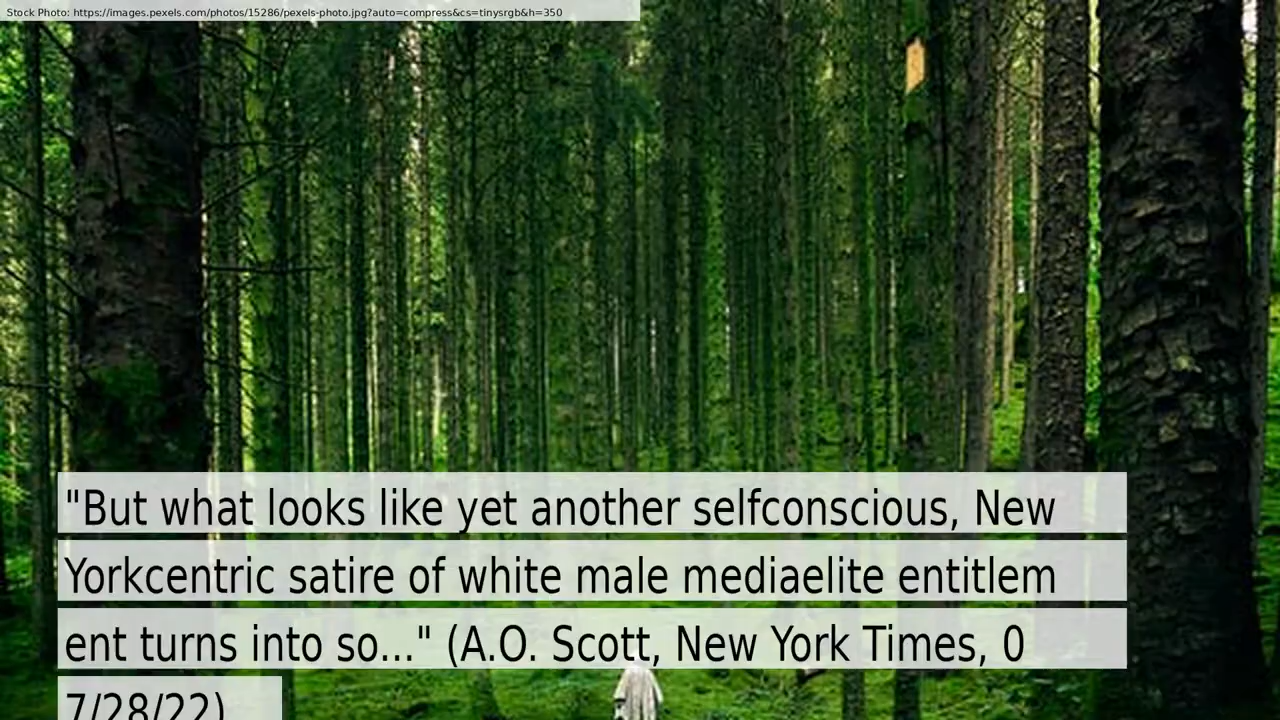 Stock Photo: https://images.pexels.com/photos/15286/pexels-photo.jpg?auto=compress&cs=tinysrgb&h=350
"But what looks like yet another selfconscious, New
Yorkcentric satire of white male mediaelite entitlem
ent turns into so..." (A.O. Scott, New York Times, 0
7/28/22)